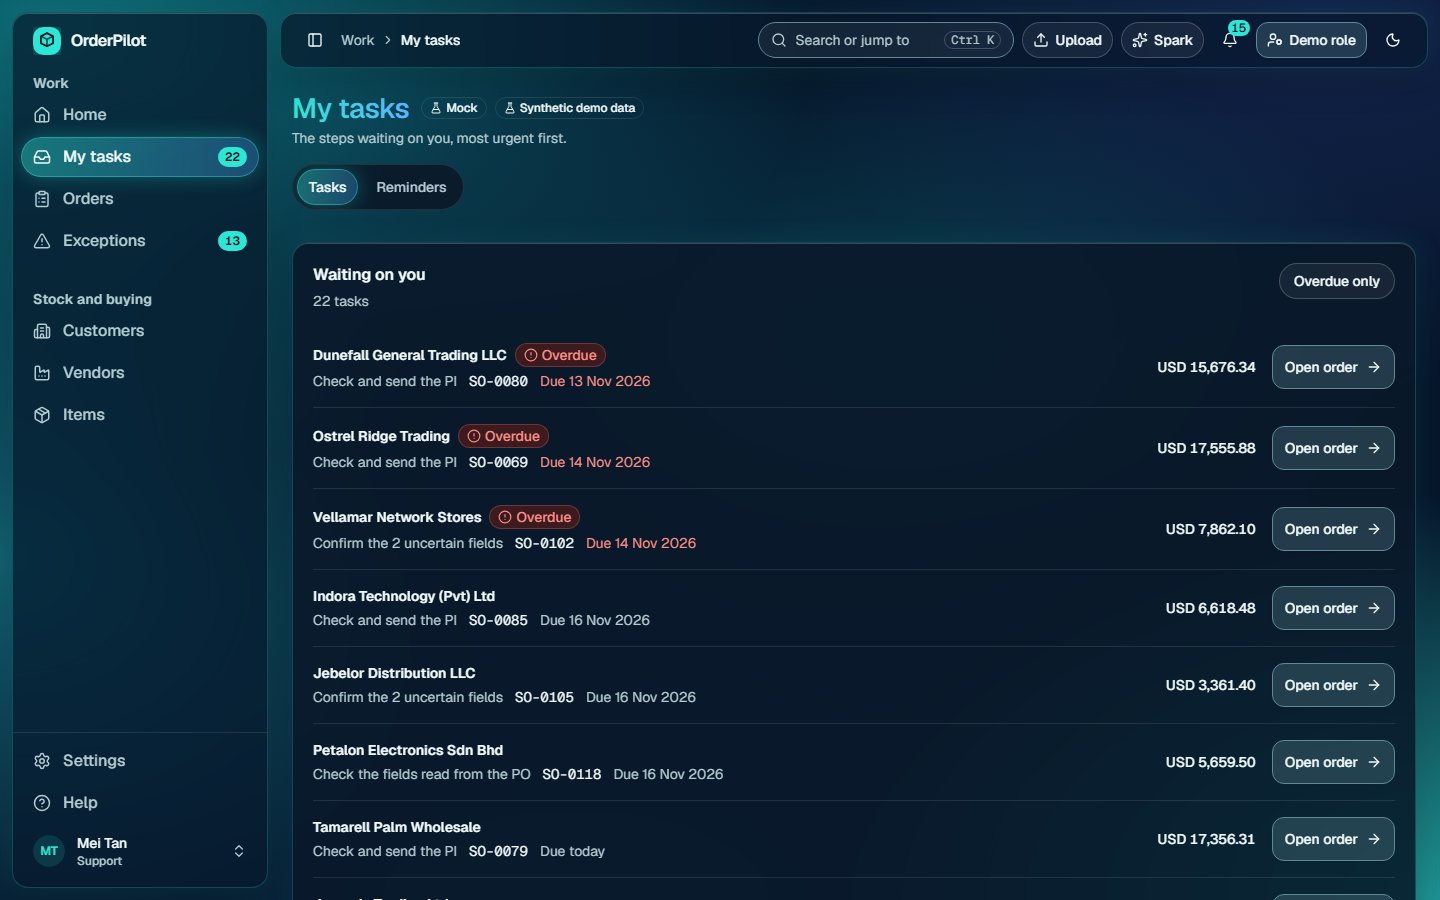 OrderPilot
Work
Home
My tasks 22
Orders
Exceptions 13
Stock and buying
Customers
Vendors
Items
Settings
Help
MT Mei Tan
Support
Work > My tasks
Search or jump to Ctrl K
Upload
Spark
15
Demo role
My tasks Mock Synthetic demo data
The steps waiting on you, most urgent first.
Tasks Reminders
Waiting on you
22 tasks
Overdue only
Dunefall General Trading LLC Overdue
Check and send the PI SO-0080 Due 13 Nov 2026
USD 15,676.34 Open order
Ostrel Ridge Trading Overdue
Check and send the PI SO-0069 Due 14 Nov 2026
USD 17,555.88 Open order
Vellamar Network Stores Overdue
Confirm the 2 uncertain fields SO-0102 Due 14 Nov 2026
USD 7,862.10 Open order
Indora Technology (Pvt) Ltd
Check and send the PI SO-0085 Due 16 Nov 2026
USD 6,618.48 Open order
Jebelor Distribution LLC
Confirm the 2 uncertain fields SO-0105 Due 16 Nov 2026
USD 3,361.40 Open order
Petalon Electronics Sdn Bhd
Check the fields read from the PO SO-0118 Due 16 Nov 2026
USD 5,659.50 Open order
Tamarell Palm Wholesale
Check and send the PI SO-0079 Due today
USD 17,356.31 Open order